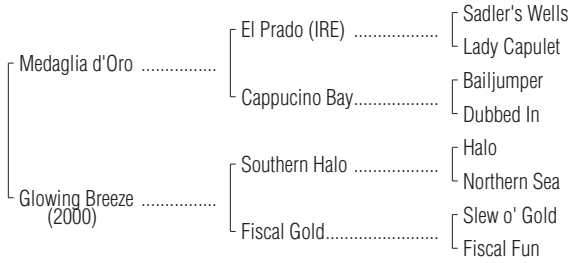 Sadler's Wells
El Prado (IRE) ..................
Lady Capulet
Medaglia d'Oro ................
Bailjumper
Cappucino Bay..................
Dubbed In
Halo
Southern Halo ..................
Northern Sea
Glowing Breeze ................
(2000)
Slew o' Gold
Fiscal Gold........................
Fiscal Fun